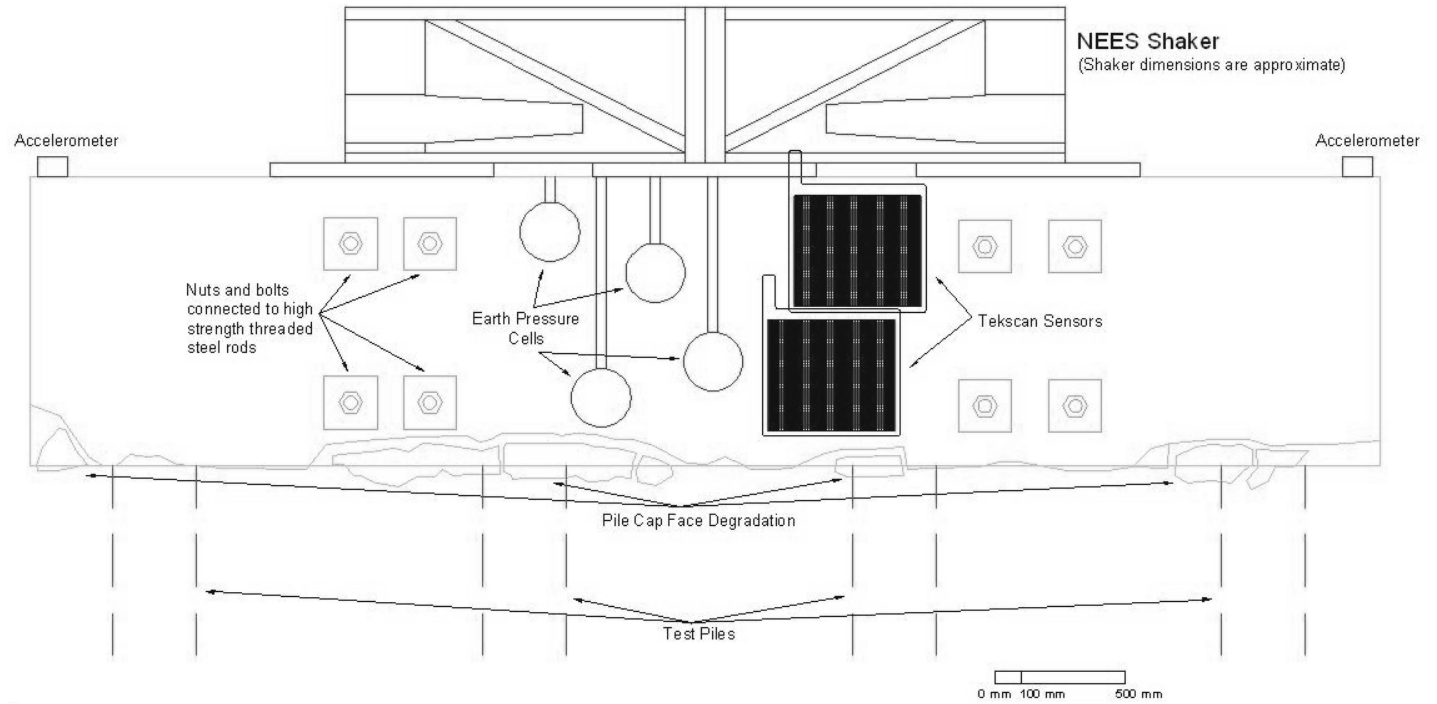 NEES Shaker
(Shaker dimensions are approximate)
Accelerometer
Accelerometer
Nuts and bolts
connected to high
strength threaded
steel rods
Earth Pressure
Cells
Tekscan Sensors
Pile Cap Face Degradation
Test Piles
0 mm 100 mm 500 mm